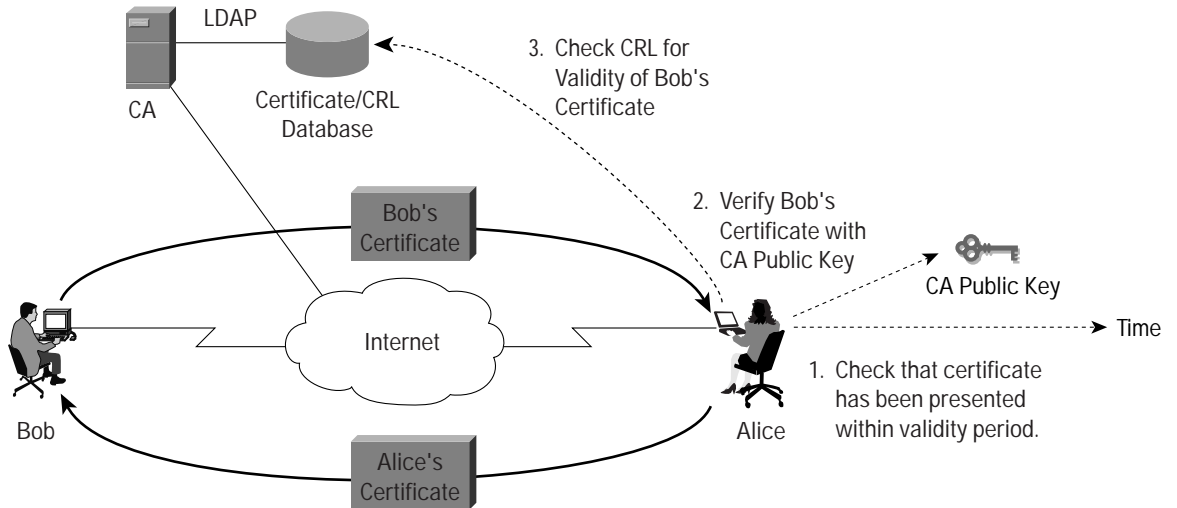 LDAP
CA
Certificate/CRL
Database
3. Check CRL for
Validity of Bob's
Certificate
Bob's
Certificate
2. Verify Bob's
Certificate with
CA Public Key
CA Public Key
Internet
Time
1. Check that certificate
has been presented
within validity period.
Bob
Alice
Alice's
Certificate